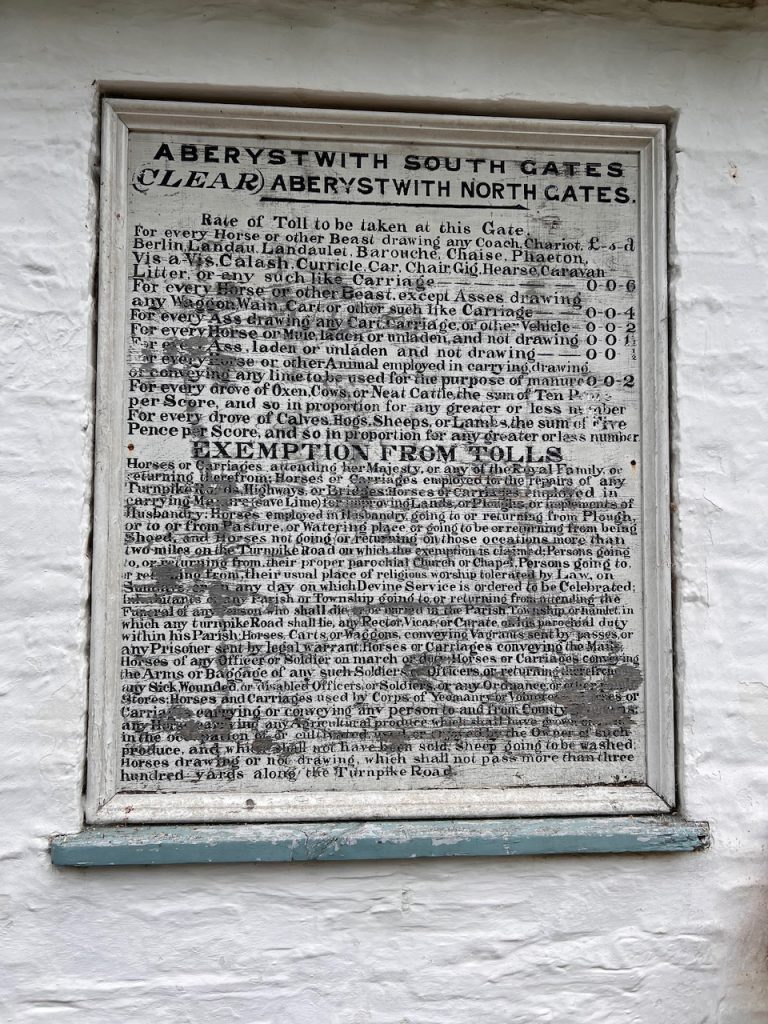 ABERYSTWITH SOUTH GATES
(CLEAR) ABERYSTWITH NORTH GATES.
Rate of Toll to be taken at this Gate.
For every Horse or other Beast drawing any Coach, Chariot, £-s-d
Berlin, Landau, Landaulet, Barouche, Chaise, Phaeton,
Vis-a-Vis, Calash, Curricle, Car, Chair, Gig, Hearse, Caravan
Litter, or any such like Carriage 0-0-6
For every Horse or other Beast, except Asses drawing
any Waggon, Wain, Cart, or other such like Carriage 0-0-4
For every Ass drawing any Cart, Carriage, or other Vehicle 0-0-2
For every Horse or Mule, laden or unladen, and not drawing 0-0-1½
For Ass, laden or unladen and not drawing 0-0-½
For every Horse or other Animal employed in carrying, drawing
or conveying any lime to be used for the purpose of manure 0-0-2
For every drove of Oxen, Cows, or Neat Cattle, the sum of Ten
per Score, and so in proportion for any greater or less number
For every drove of Calves, Hogs, Sheeps, or Lambs, the sum of Five
Pence per Score, and so in proportion for any greater or less number.
EXEMPTION FROM TOLLS
Horses or Carriages attending her Majesty, or any of the Royal Family, or
returning therefrom; Horses or Carriages employed for the repairs of any
Turnpike Roads, Highways, or Bridges; Horses or Carriages employed in
carrying (save Lime) for improving Lands, or Ploughs, or implements of
Husbandry; Horses employed in Husbandry, going to or returning from Plough,
or to or from Pasture, or Watering place, or going to be or returning from being
Shoed, and Horses not going or returning on those occations more than
two miles on the Turnpike Road on which the exemption is claimed; Persons going
to, or returning from, their proper parochial Church or Chapel, Persons going to,
or returning from, their usual place of religious worship tolerated by Law, on
any day on which Devine Service is ordered to be Celebrated;
Inhabitants of any Parish or Township going to, or returning from attending the
Funeral of any person who shall die or be buried in the Parish, Township or hamlet, in
which any turnpike Road shall lie, any Rector, Vicar, or Curate, on his parochial duty
within his Parish; Horses, Carts, or Waggons, conveying Vagrants sent by passes, or
any Prisoner sent by legal warrant; Horses or Carriages conveying the Mails
Horses of any Officer or Soldier on march or duty; Horses or Carriages conveying
the Arms or Baggage of any such Soldiers or Officers, or returning therefrom
any Sick, Wounded, or disabled Officers, or Soldiers, or any Ordnance, or
Stores; Horses and Carriages used by Corps of Yeomanry or
Carriages carrying or conveying any person to and from County
any carrying any Agricultural produce which shall have grown
in the occupation of or cultivated, used, or by the Owner of such
produce, and which shall not have been sold; Sheep going to be washed;
Horses drawing or not drawing, which shall not pass more than three
hundred yards along the Turnpike Road.